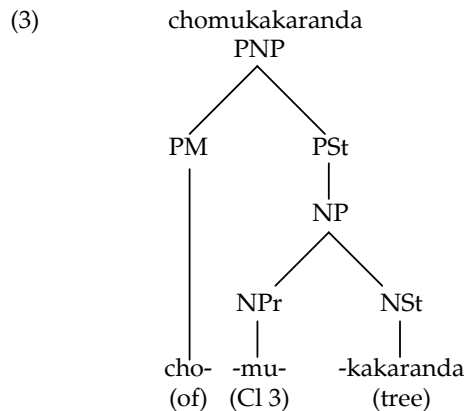 (3) chomukakaranda
PNP
PM PSt
NP
NPr NSt
cho- -mu- -kakaranda
(of) (Cl 3) (tree)